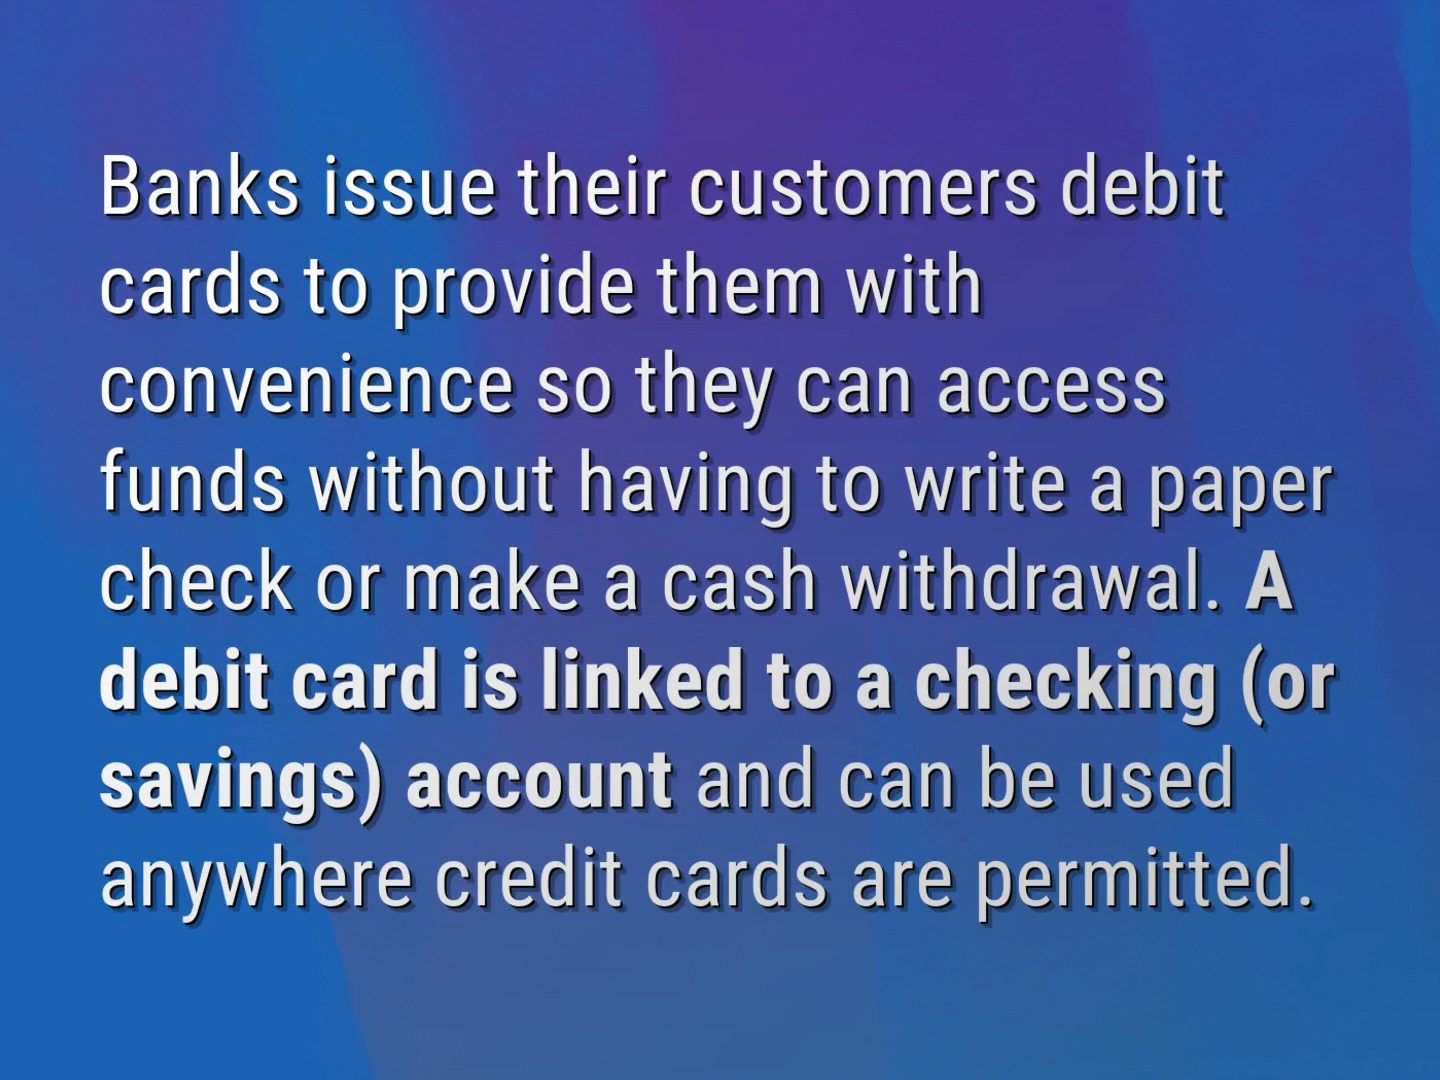 Banks issue their customers debit
cards to provide them with
convenience so they can access
funds without having to write a paper
check or make a cash withdrawal. A
debit card is linked to a checking (or
savings) account and can be used
anywhere credit cards are permitted.